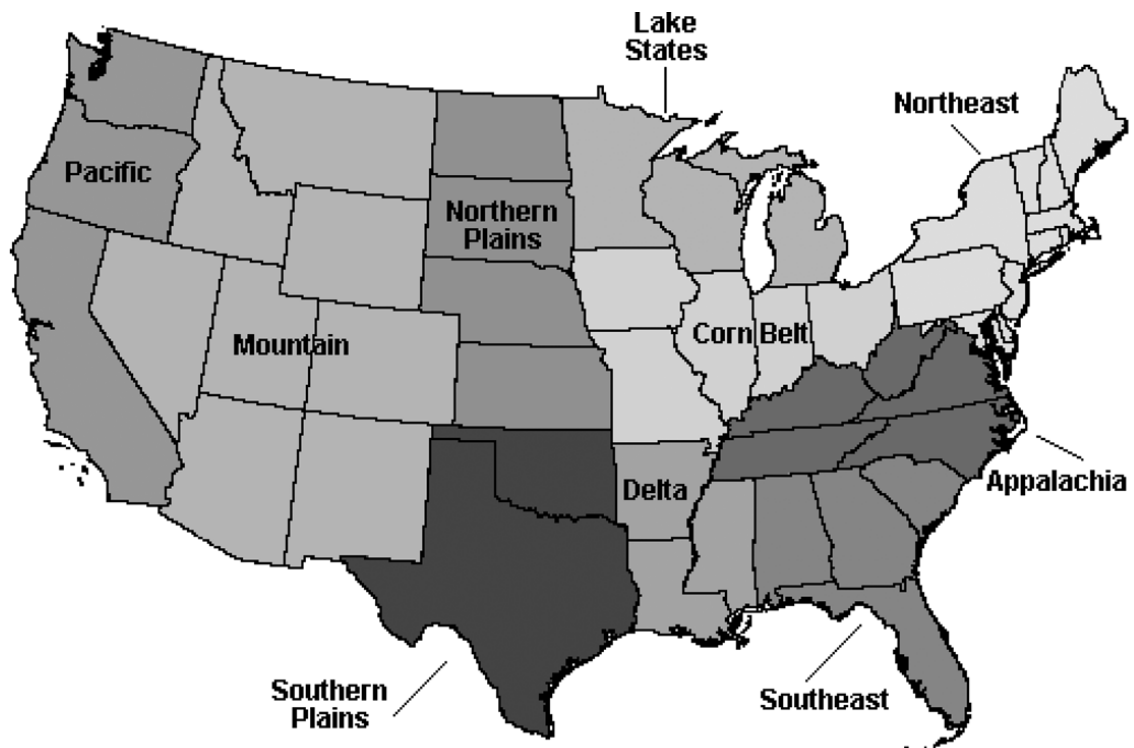 Lake
States
Northeast
Pacific
Northern
Plains
Mountain
Corn Belt
Delta
Appalachia
Southern
Plains
Southeast